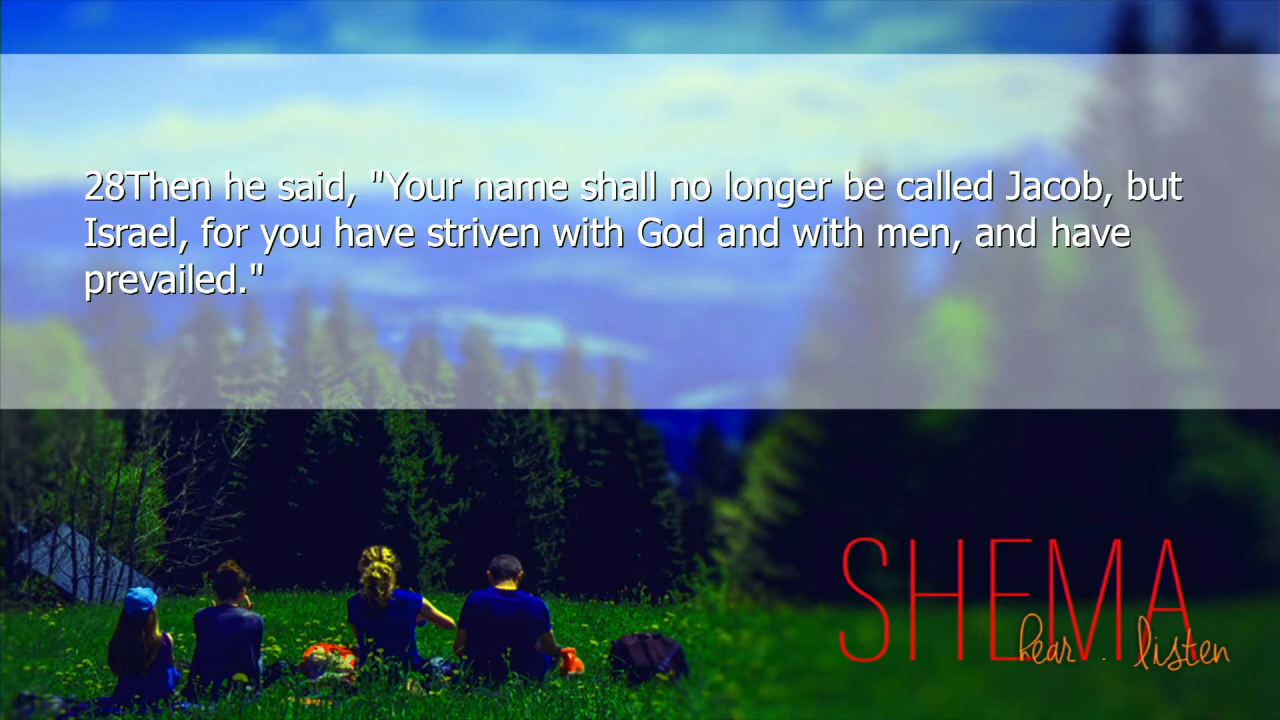 28Then he said, "Your name shall no longer be called Jacob, but
Israel, for you have striven with God and with men, and have
prevailed."
SHEMA
hear . listen